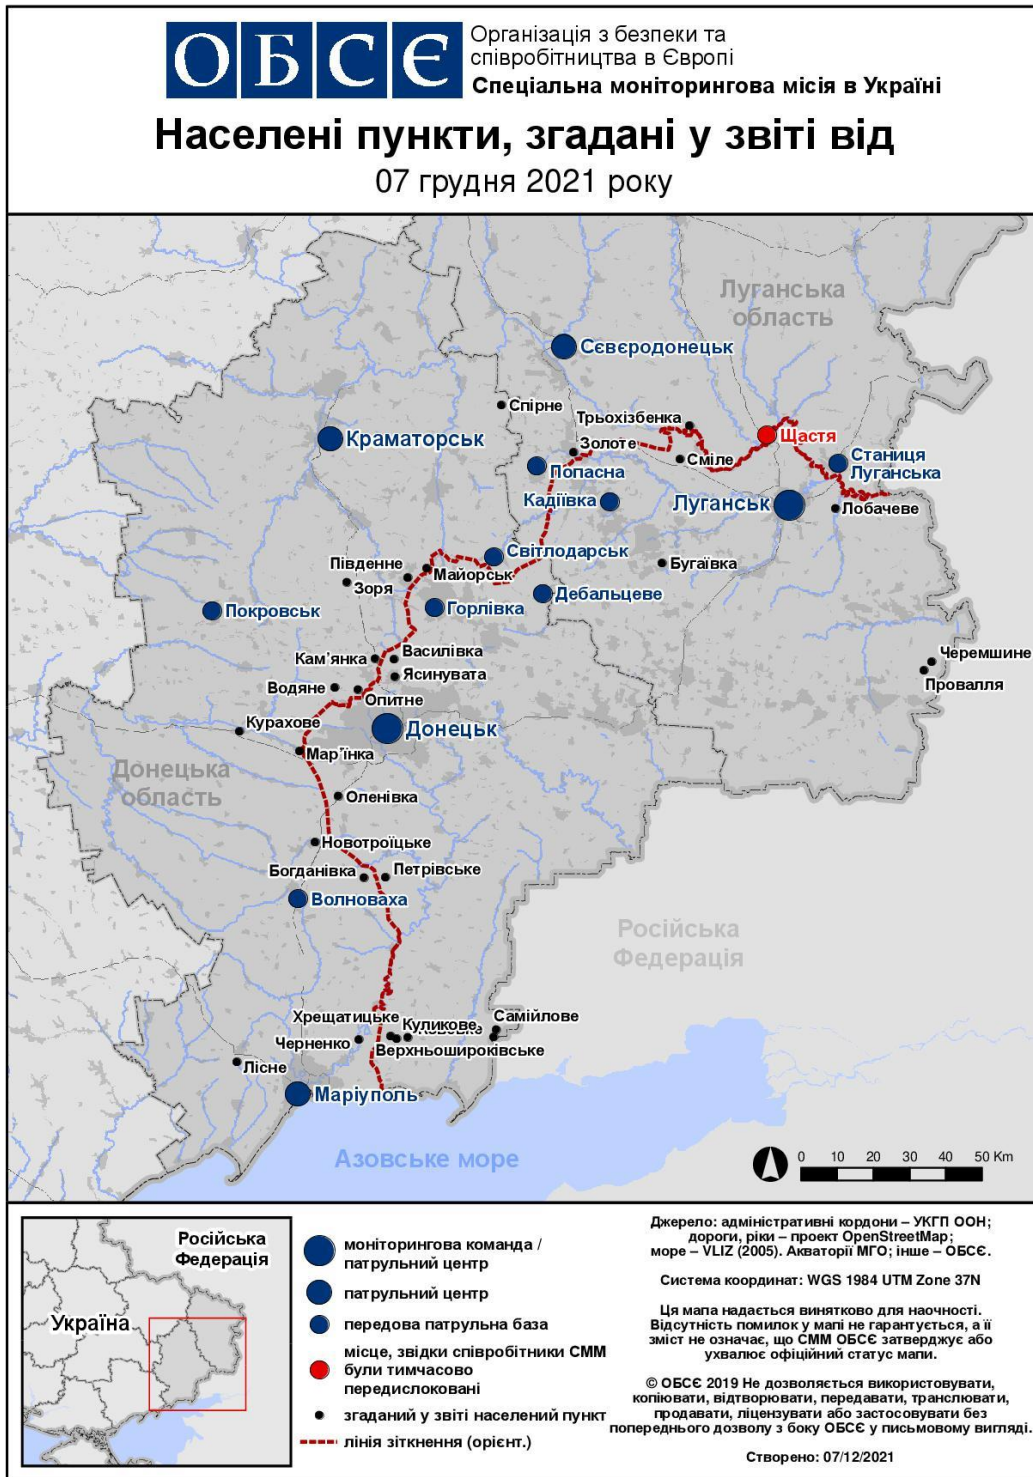 ОБСЄ
Організація з безпеки та
співробітництва в Європі
Спеціальна моніторингова місія в Україні
Населені пункти, згадані у звіті від
07 грудня 2021 року
Луганська
область
Сєвєродонецьк
Спірне
Трьохізбенка
Золоте
Щастя
Краматорськ
Сміле
Станиця
Луганська
Попасна
Кадіївка
Луганськ
Лобачеве
Світлодарськ
Південне
Майорськ
Бугаївка
Зоря
Дебальцеве
Покровськ
Горлівка
Василівка
Кам'янка
Черемшине
Ясинувата
Провалля
Водяне
Опитне
Курахове
Донецьк
Мар'їнка
Донецька
область
Оленівка
Новотроїцьке
Богданівка
Петрівське
Волноваха
Російська
Федерація
Хрещатицьке
Куликове
Самійлове
Черненко
Верхньошироківське
Лісне
Маріуполь
Азовське море
0 10 20 30 40 50 Km
Російська
Федерація
Україна
моніторингова команда /
патрульний центр
патрульний центр
передова патрульна база
місце, звідки співробітники СММ
були тимчасово
передислоковані
згаданий у звіті населений пункт
лінія зіткнення (орієнт.)
Джерело: адміністративні кордони – УКГП ООН;
дороги, ріки – проект OpenStreetMap;
море – VLIZ (2005). Акваторії МГО; інше – ОБСЄ.
Система координат: WGS 1984 UTM Zone 37N
Ця мапа надається винятково для наочності.
Відсутність помилок у мапі не гарантується, а її
зміст не означає, що СММ ОБСЄ затверджує або
ухвалює офіційний статус мапи.
© ОБСЄ 2019 Не дозволяється використовувати,
копіювати, відтворювати, передавати, транслювати,
продавати, ліцензувати або застосовувати без
попереднього дозволу з боку ОБСЄ у письмовому вигляді.
Створено: 07/12/2021